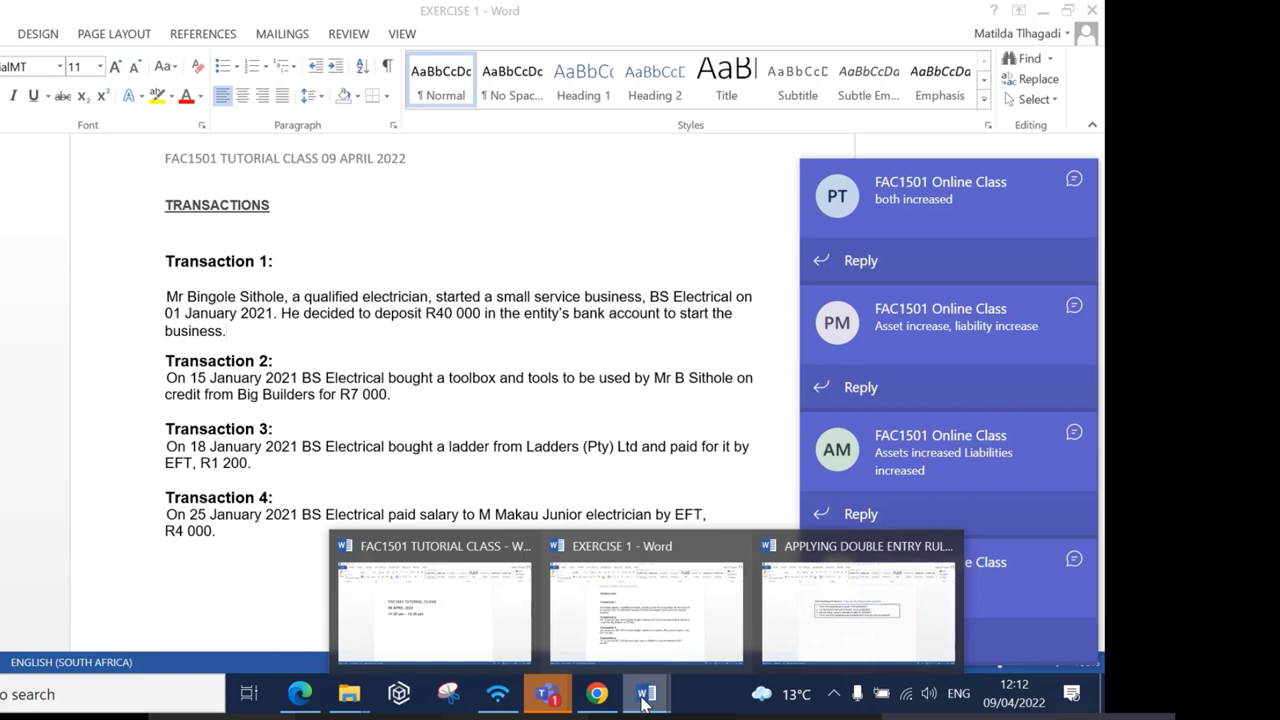 EXERCISE 1 - Word
DESIGN PAGE LAYOUT REFERENCES MAILINGS REVIEW VIEW
Matilda Tlhagadi
11
Find
Replace
Select
AaBbCcDc AaBbCcDc AaBbCc AaBbCcD AaB AaBbCcD AaBbCcDc AaBbCcDc
¶ Normal ¶ No Spac... Heading 1 Heading 2 Title Subtitle Subtle Em... Emphasis
Font Paragraph Styles Editing
FAC1501 TUTORIAL CLASS 09 APRIL 2022
TRANSACTIONS
Transaction 1:
Mr Bingole Sithole, a qualified electrician, started a small service business, BS Electrical on
01 January 2021. He decided to deposit R40 000 in the entity's bank account to start the
business.
Transaction 2:
On 15 January 2021 BS Electrical bought a toolbox and tools to be used by Mr B Sithole on
credit from Big Builders for R7 000.
Transaction 3:
On 18 January 2021 BS Electrical bought a ladder from Ladders (Pty) Ltd and paid for it by
EFT, R1 200.
Transaction 4:
On 25 January 2021 BS Electrical paid salary to M Makau Junior electrician by EFT,
R4 000.
PT
FAC1501 Online Class
both increased
Reply
PM
FAC1501 Online Class
Asset increase, liability increase
Reply
AM
FAC1501 Online Class
Assets increased Liabilities
increased
Reply
ne Class
FAC1501 TUTORIAL CLASS - W...
EXERCISE 1 - Word
APPLYING DOUBLE ENTRY RUL...
FAC1501 TUTORIAL CLASS
ENGLISH (SOUTH AFRICA)
o search
13°C
ENG
12:12
09/04/2022